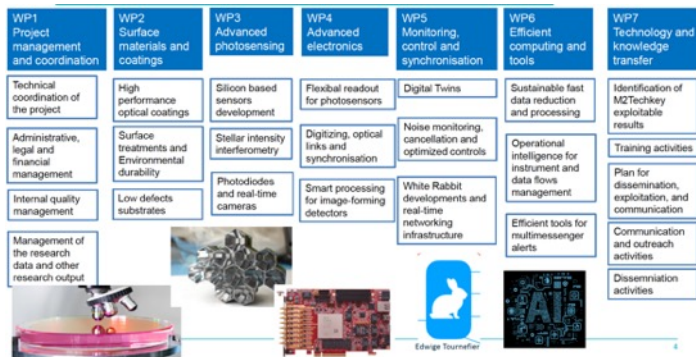 WP1
Project
management
and coordination
Technical
coordination of
the project
Administrative,
legal and
financial
management
Internal quality
management
Management of
the research
data and other
research output
WP2
Surface
materials and
coatings
High
performance
optical coatings
Surface
treatments and
Environmental
durability
Low defects
substrates
WP3
Advanced
photosensing
Silicon based
sensors
development
Stellar intensity
interferometry
Photodiodes
and real-time
cameras
WP4
Advanced
electronics
Flexibal readout
for photosensors
Digitizing, optical
links and
synchronisation
Smart processing
for image-forming
detectors
WP5
Monitoring,
control and
synchronisation
Digital Twins
Noise monitoring,
cancellation and
optimized controls
White Rabbit
developments and
real-time
networking
infrastructure
WP6
Efficient
computing and
tools
Sustainable fast
data reduction
and processing
Operational
intelligence for
instrument and
data flows
management
Efficient tools for
multimessenger
alerts
WP7
Technology and
knowledge
transfer
Identification of
M2Techkey
exploitable
results
Training activities
Plan for
dissemination,
exploitation, and
communication
Communication
and outreach
activities
Dissemniation
activities
AI
Edwige Tournefier
4